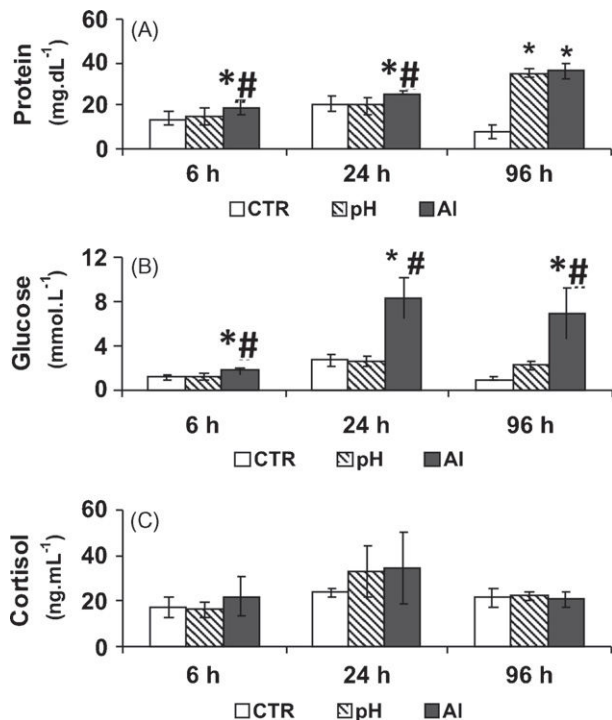 (A)
Protein
(mg.dL⁻¹)
60
40
20
0
*#
*#
*
*
6 h 24 h 96 h
CTR pH Al
(B)
Glucose
(mmol.L⁻¹)
12
8
4
0
*#
* #
*#
6 h 24 h 96 h
CTR pH Al
(C)
Cortisol
(ng.mL⁻¹)
60
40
20
0
6 h 24 h 96 h
CTR pH Al